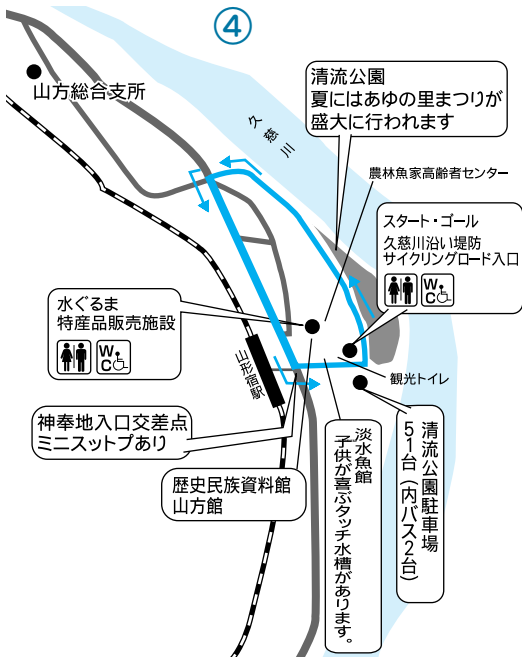 ④
山方総合支所
清流公園
夏にはあゆの里まつりが
盛大に行われます
久慈川
農林魚家高齢者センター
スタート・ゴール
久慈川沿い堤防
サイクリングロード入口
WC
水ぐるま
特産品販売施設
WC
山形宿駅
観光トイレ
神奉地入口交差点
ミニスットプあり
歴史民族資料館
山方館
淡水魚館
子供が喜ぶタッチ水槽があります。
清流公園駐車場
51台(内バス2台)